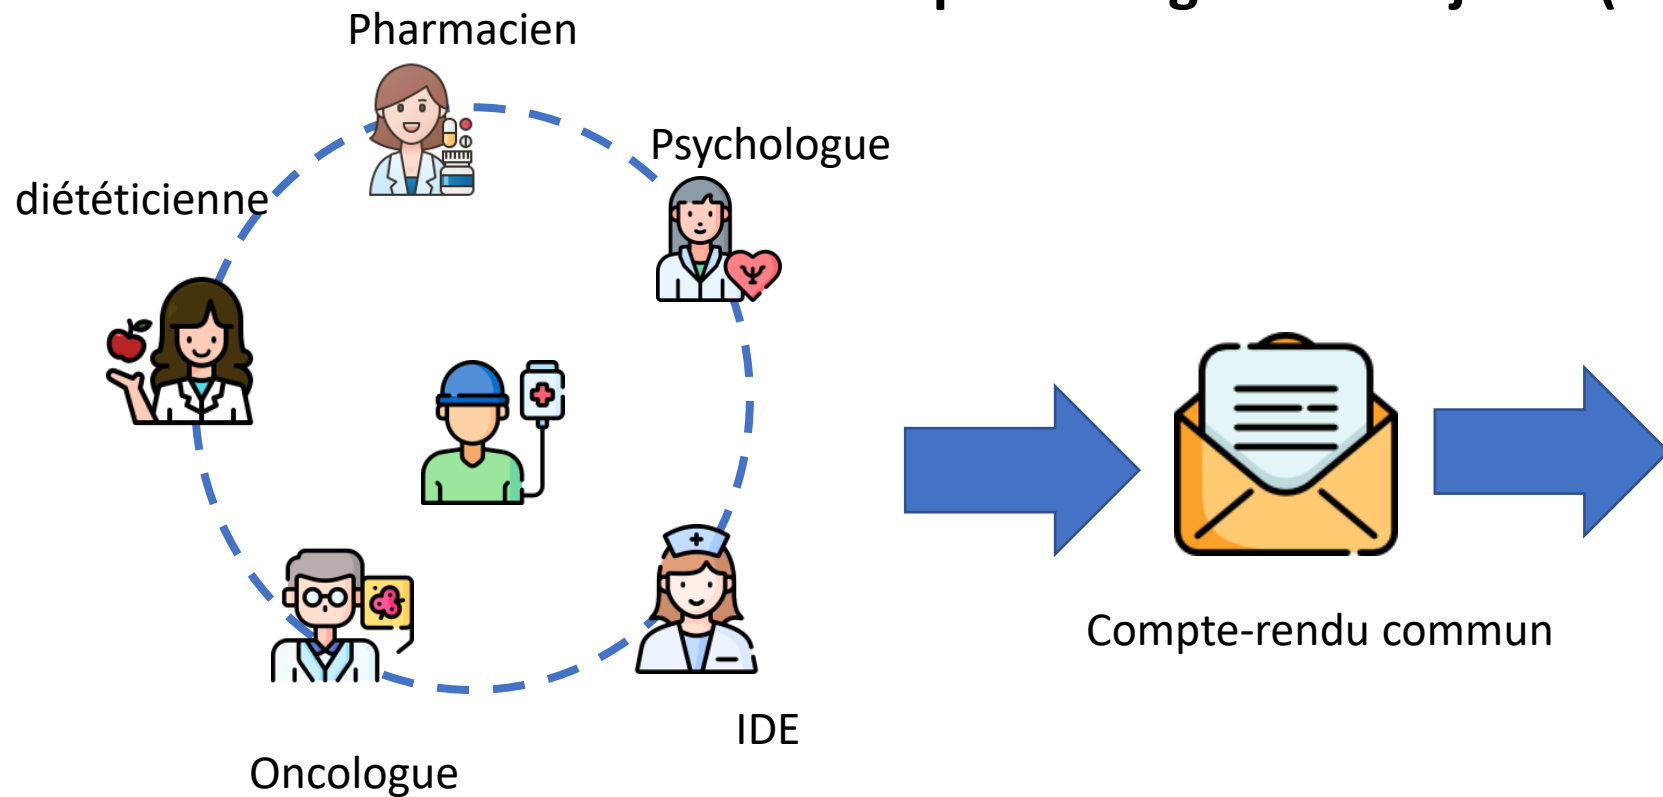 Pharmacien
Psychologue
diététicienne
Compte-rendu commun
IDE
Oncologue